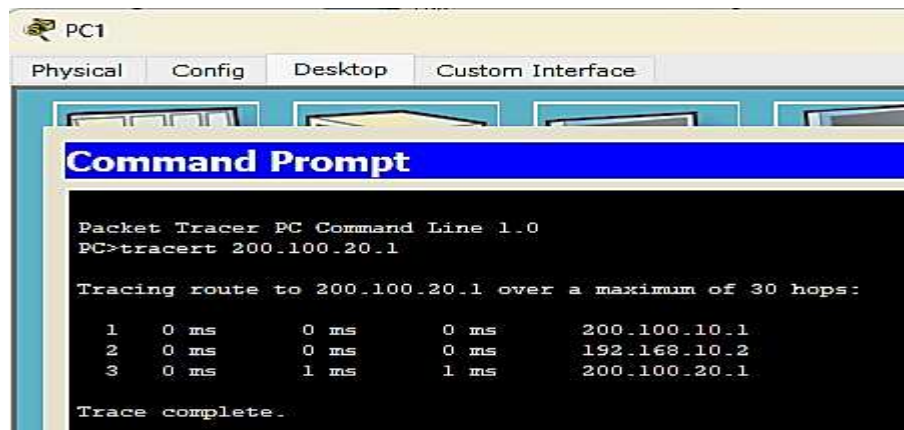 PC1
Physical Config Desktop Custom Interface
Command Prompt
Packet Tracer PC Command Line 1.0
PC>tracert 200.100.20.1
Tracing route to 200.100.20.1 over a maximum of 30 hops:
1 0 ms 0 ms 0 ms 200.100.10.1
2 0 ms 0 ms 0 ms 192.168.10.2
3 0 ms 1 ms 1 ms 200.100.20.1
Trace complete.